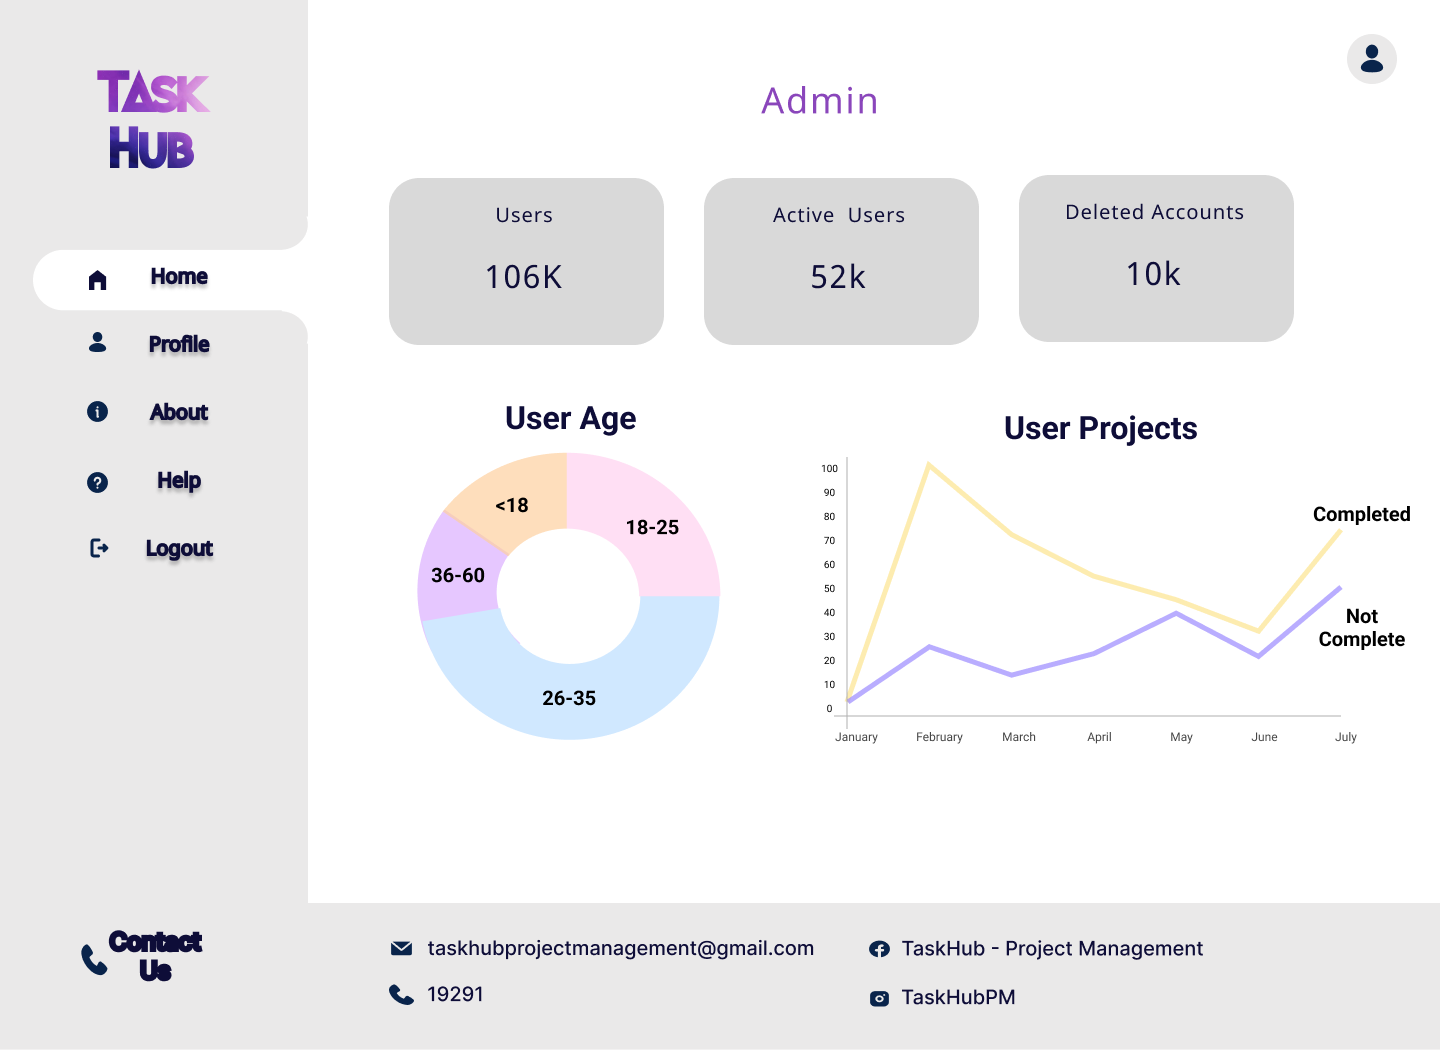 TASK
HUB
Home
Profile
About
Help
Logout
Admin
Users
106K
Active Users
52k
Deleted Accounts
10k
User Age
<18
18-25
36-60
26-35
User Projects
100
90
80
70
60
50
40
30
20
10
0
January February March April May June July
Completed
Not
Complete
Contact
Us
taskhubprojectmanagement@gmail.com
19291
TaskHub - Project Management
TaskHubPM